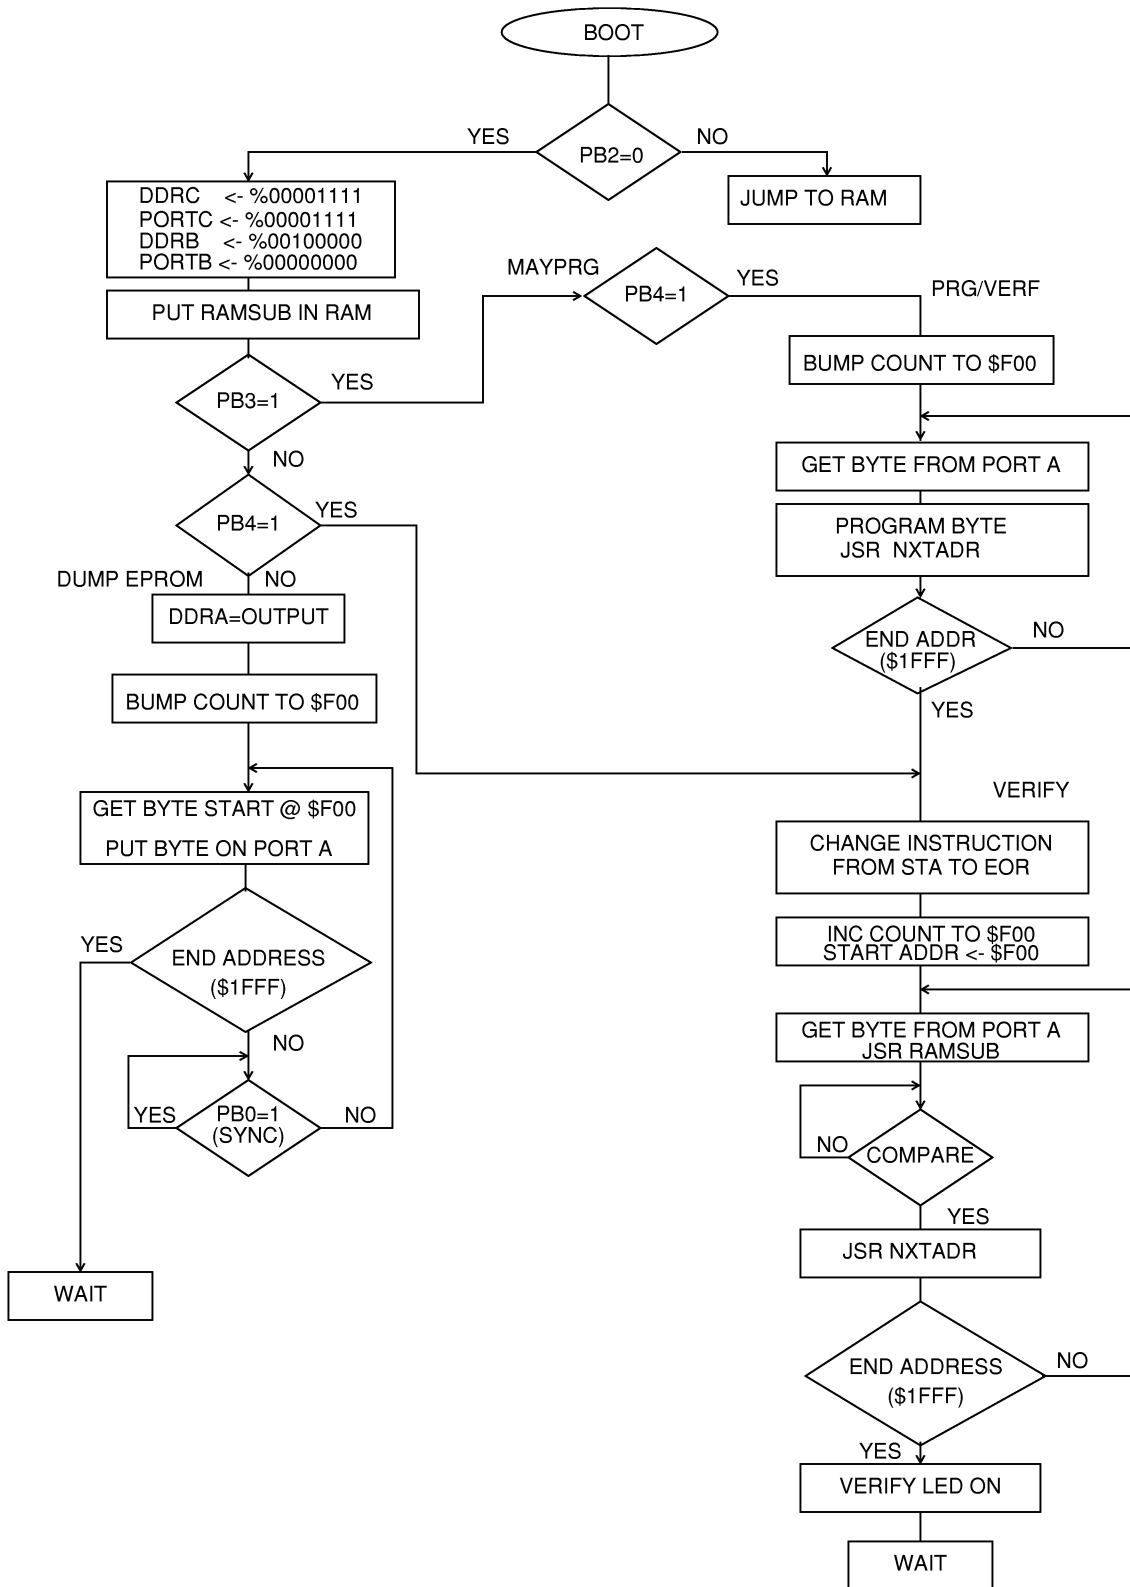 BOOT
YES
NO
PB2=0
DDRC <- %00001111
PORTC <- %00001111
DDRB <- %00100000
PORTB <- %00000000
JUMP TO RAM
PUT RAMSUB IN RAM
MAYPRG
PB4=1
YES
PRG/VERF
BUMP COUNT TO $F00
PB3=1
YES
NO
GET BYTE FROM PORT A
PB4=1
YES
PROGRAM BYTE
JSR NXTADR
DUMP EPROM
NO
DDRA=OUTPUT
END ADDR
($1FFF)
NO
YES
BUMP COUNT TO $F00
VERIFY
GET BYTE START @ $F00
PUT BYTE ON PORT A
CHANGE INSTRUCTION
FROM STA TO EOR
INC COUNT TO $F00
START ADDR <- $F00
YES
END ADDRESS
($1FFF)
NO
GET BYTE FROM PORT A
JSR RAMSUB
YES
PB0=1
(SYNC)
NO
NO
COMPARE
YES
JSR NXTADR
WAIT
END ADDRESS
($1FFF)
NO
YES
VERIFY LED ON
WAIT